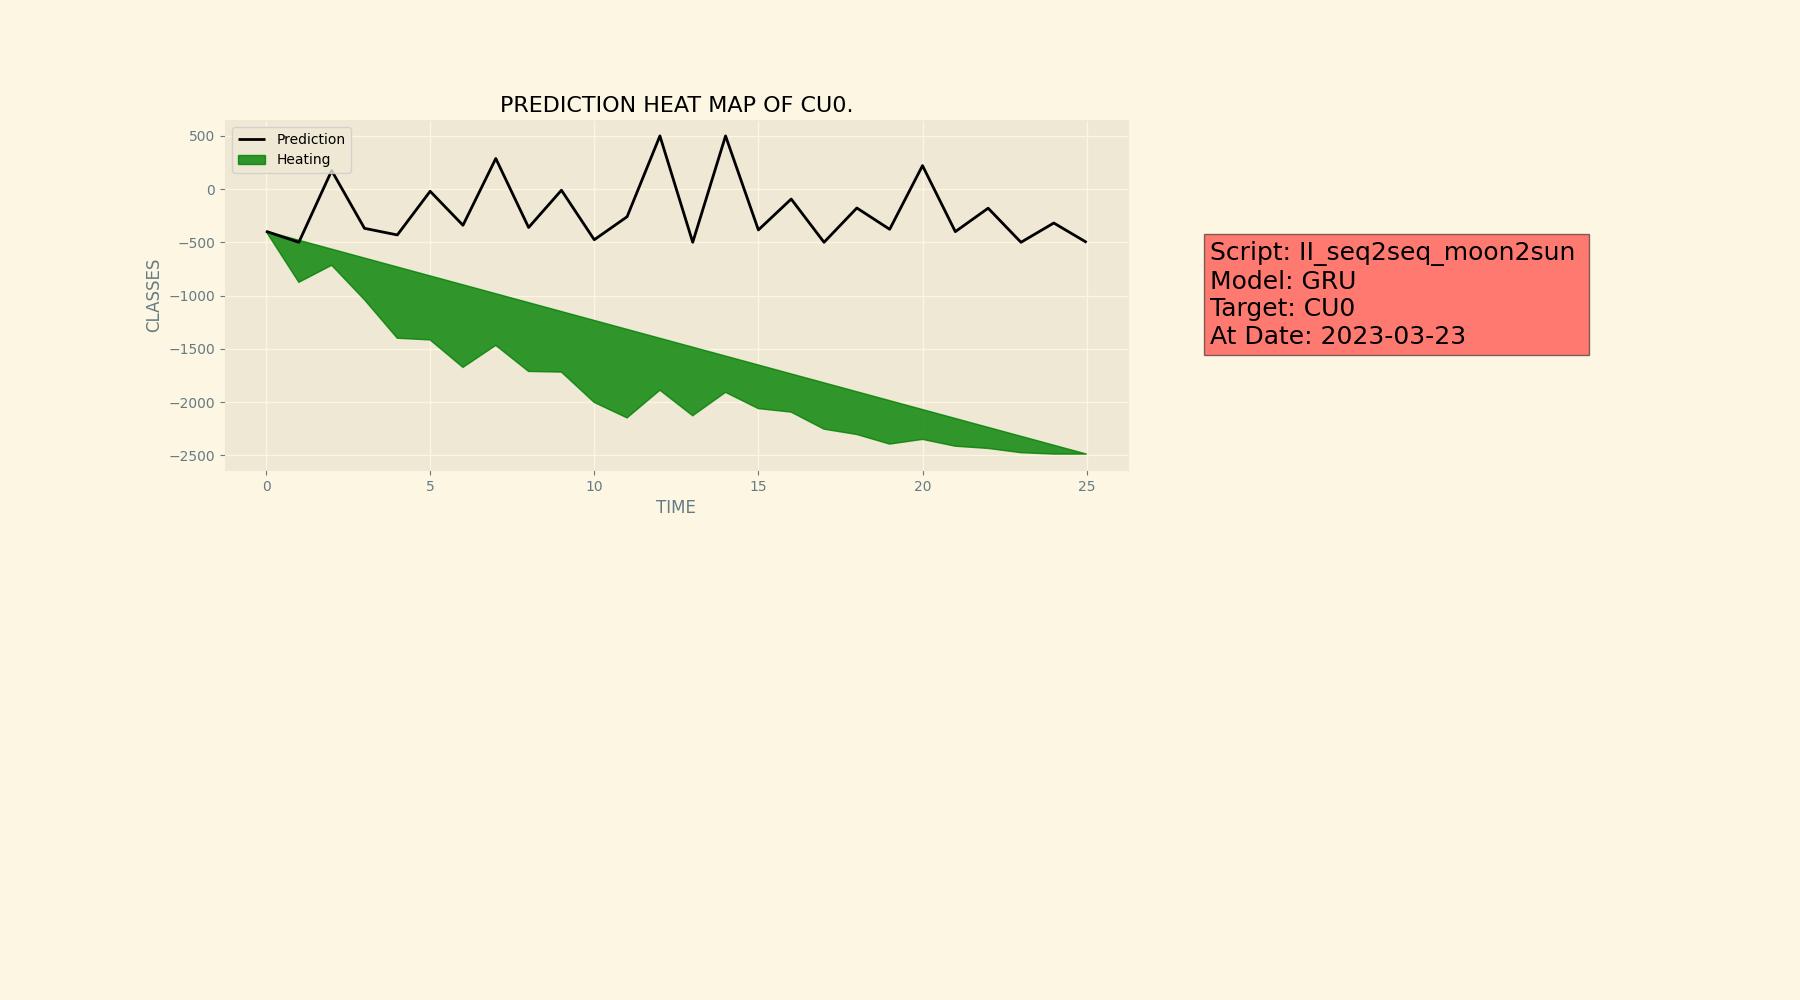 PREDICTION HEAT MAP OF CU0.
Prediction
Heating
500
0
−500
−1000
−1500
−2000
−2500
CLASSES
0 5 10 15 20 25
TIME
Script: II_seq2seq_moon2sun
Model: GRU
Target: CU0
At Date: 2023-03-23